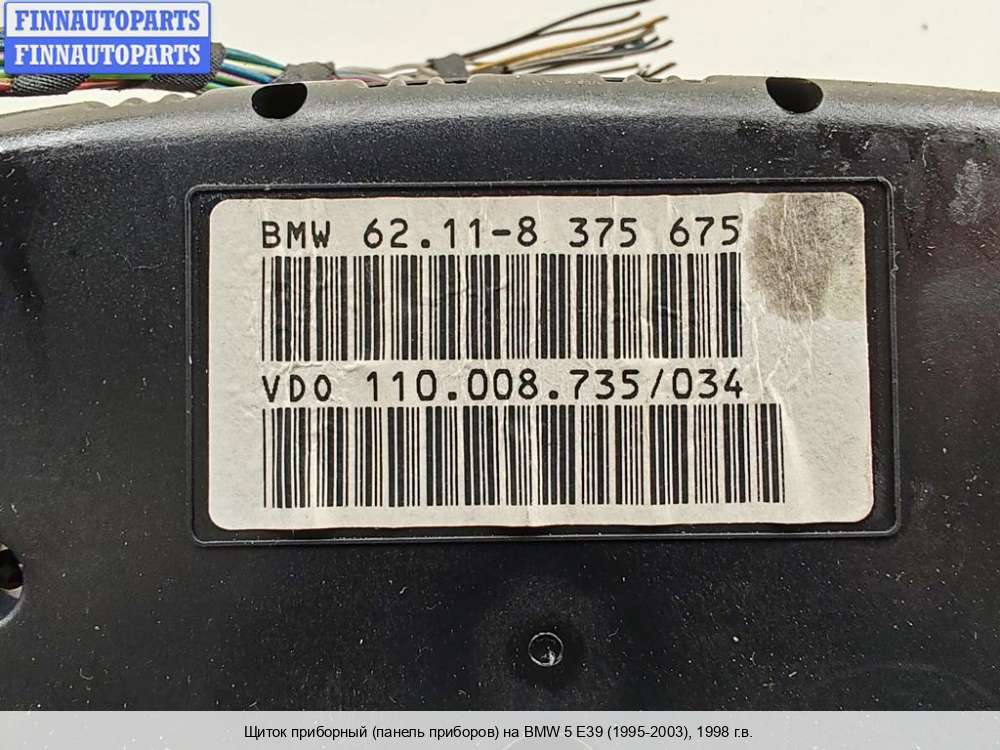 FINNAUTOPARTS
FINNAUTOPARTS
BMW 62.11-8 375 675
VDO 110.008.735/034
Щиток приборный (панель приборов) на BMW 5 E39 (1995-2003), 1998 г.в.